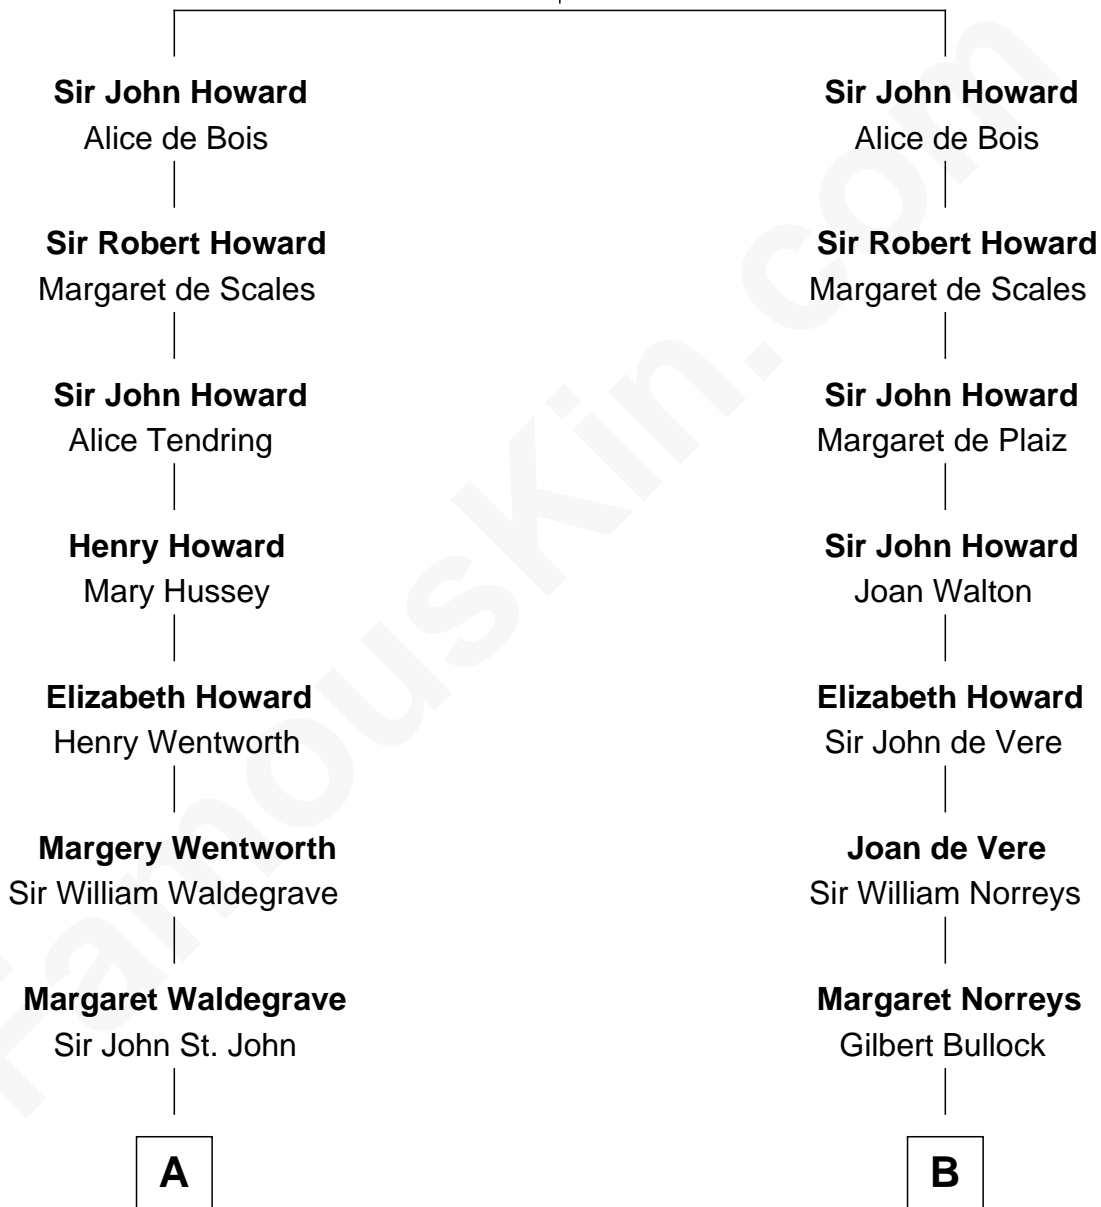 Sir John Howard
Alice de Bois
Sir Robert Howard
Margaret de Scales
Sir John Howard
Alice Tendring
Henry Howard
Mary Hussey
Elizabeth Howard
Henry Wentworth
Margery Wentworth
Sir William Waldegrave
Margaret Waldegrave
Sir John St. John
A
Sir John Howard
Alice de Bois
Sir Robert Howard
Margaret de Scales
Sir John Howard
Margaret de Plaiz
Sir John Howard
Joan Walton
Elizabeth Howard
Sir John de Vere
Joan de Vere
Sir William Norreys
Margaret Norreys
Gilbert Bullock
B
FamousKin.com